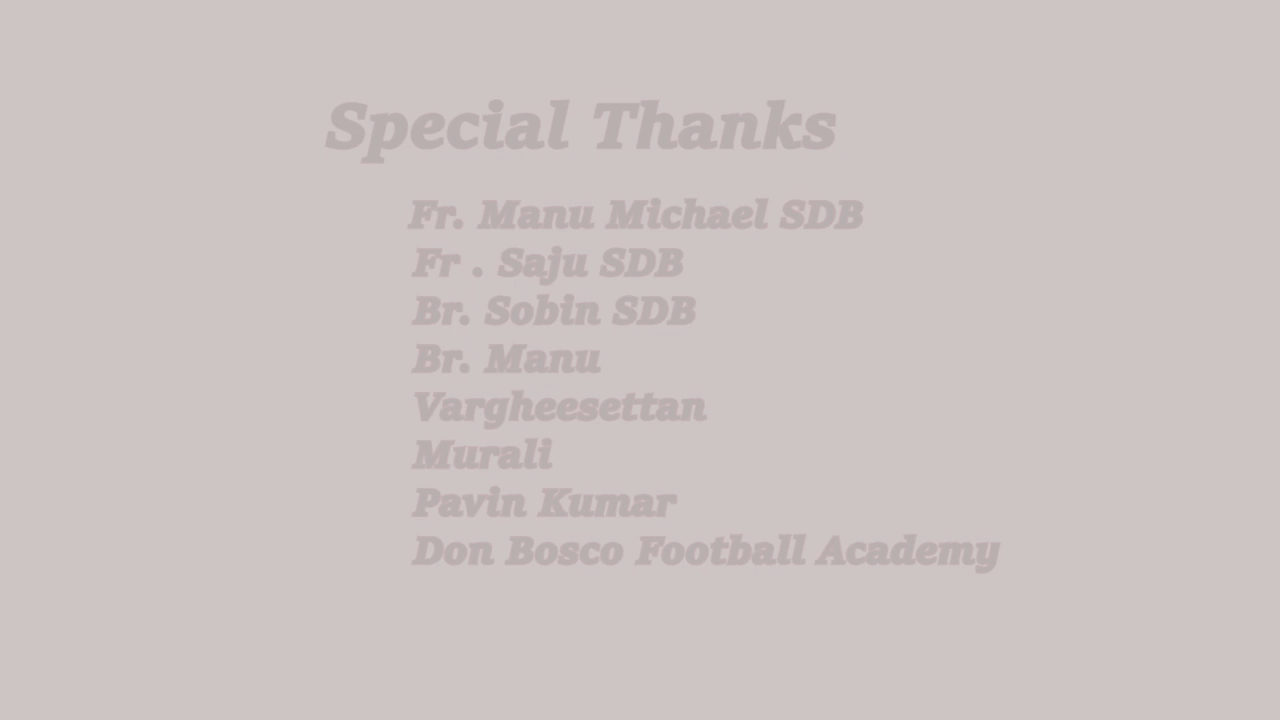 Special Thanks
Fr. Manu Michael SDB
Fr . Saju SDB
Br. Sobin SDB
Br. Manu
Vargheesettan
Murali
Pavin Kumar
Don Bosco Football Academy